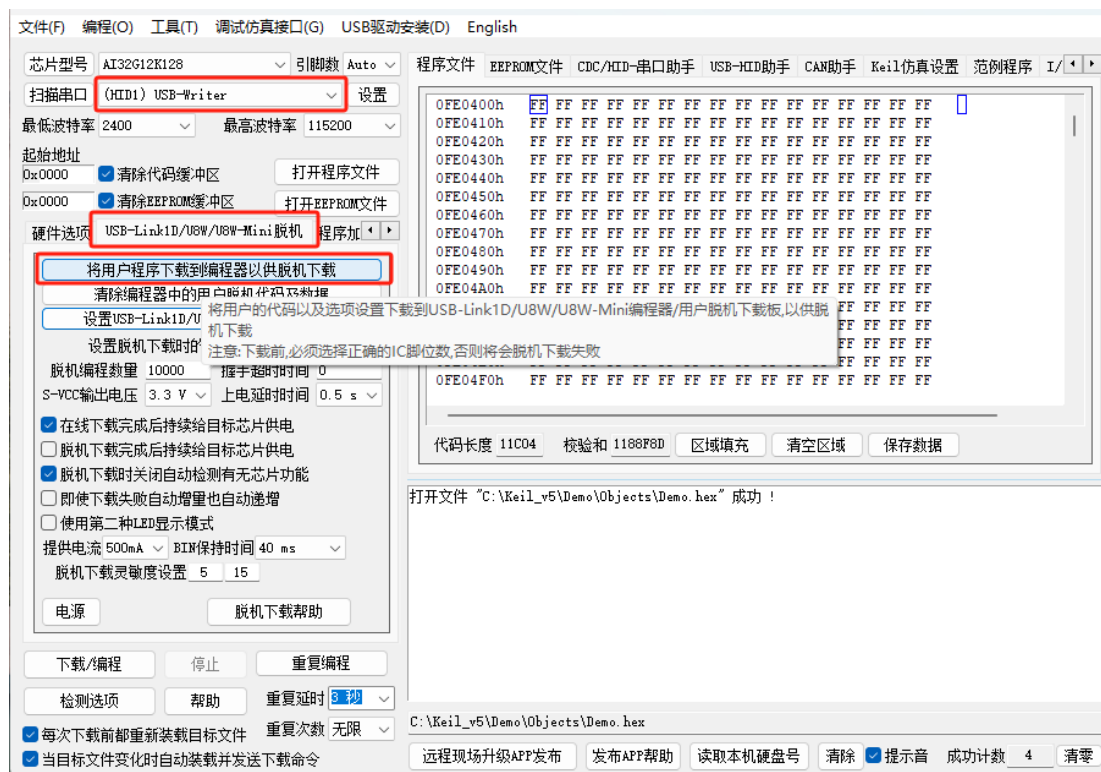 文件(F) 编程(O) 工具(T) 调试仿真接口(G) USB驱动安装(D) English
芯片型号 AI32G12K128 引脚数 Auto
扫描串口 (HID1) USB-Writer 设置
最低波特率 2400 最高波特率 115200
起始地址
0x0000 清除代码缓冲区 打开程序文件
0x0000 清除EEPROM缓冲区 打开EEPROM文件
硬件选项 USB-Link1D/U8W/U8W-Mini脱机 程序加
将用户程序下载到编程器以供脱机下载
清除编程器中的用户脱机代码及数据
设置USB-Link1D/U
设置脱机下载时的
将用户的代码以及选项设置下载到USB-Link1D/U8W/U8W-Mini编程器/用户脱机下载板,以供脱
机下载
注意:下载前,必须选择正确的IC脚位数,否则将会脱机下载失败
脱机编程数量 10000 握手超时时间 0
S-VCC输出电压 3.3 V 上电延时时间 0.5 s
在线下载完成后持续给目标芯片供电
脱机下载完成后持续给目标芯片供电
脱机下载时关闭自动检测有无芯片功能
即使下载失败自动增量也自动递增
使用第二种LED显示模式
提供电流 500mA BIN保持时间 40 ms
脱机下载灵敏度设置 5 15
电源 脱机下载帮助
下载/编程 停止 重复编程
检测选项 帮助 重复延时 3 秒
每次下载前都重新装载目标文件 重复次数 无限
当目标文件变化时自动装载并发送下载命令
程序文件 EEPROM文件 CDC/HID-串口助手 USB-HID助手 CAN助手 Keil仿真设置 范例程序 I/
0FE0400h FF FF FF FF FF FF FF FF FF FF FF FF FF FF FF FF
0FE0410h FF FF FF FF FF FF FF FF FF FF FF FF FF FF FF FF
0FE0420h FF FF FF FF FF FF FF FF FF FF FF FF FF FF FF FF
0FE0430h FF FF FF FF FF FF FF FF FF FF FF FF FF FF FF FF
0FE0440h FF FF FF FF FF FF FF FF FF FF FF FF FF FF FF FF
0FE0450h FF FF FF FF FF FF FF FF FF FF FF FF FF FF FF FF
0FE0460h FF FF FF FF FF FF FF FF FF FF FF FF FF FF FF FF
0FE0470h FF FF FF FF FF FF FF FF FF FF FF FF FF FF FF FF
0FE0480h FF FF FF FF FF FF FF FF FF FF FF FF FF FF FF FF
0FE0490h FF FF FF FF FF FF FF FF FF FF FF FF FF FF FF FF
0FE04A0h FF FF FF FF FF FF FF FF FF FF FF FF FF FF FF FF
FF FF FF FF
FF FF FF FF
FF FF FF FF
FF FF FF FF
0FE04F0h FF FF FF FF FF FF FF FF FF FF FF FF FF FF FF FF
代码长度 11C04 校验和 1188F8D 区域填充 清空区域 保存数据
打开文件 "C:\Keil_v5\Demo\Objects\Demo.hex" 成功 !
C:\Keil_v5\Demo\Objects\Demo.hex
远程现场升级APP发布 发布APP帮助 读取本机硬盘号 清除 提示音 成功计数 4 清零